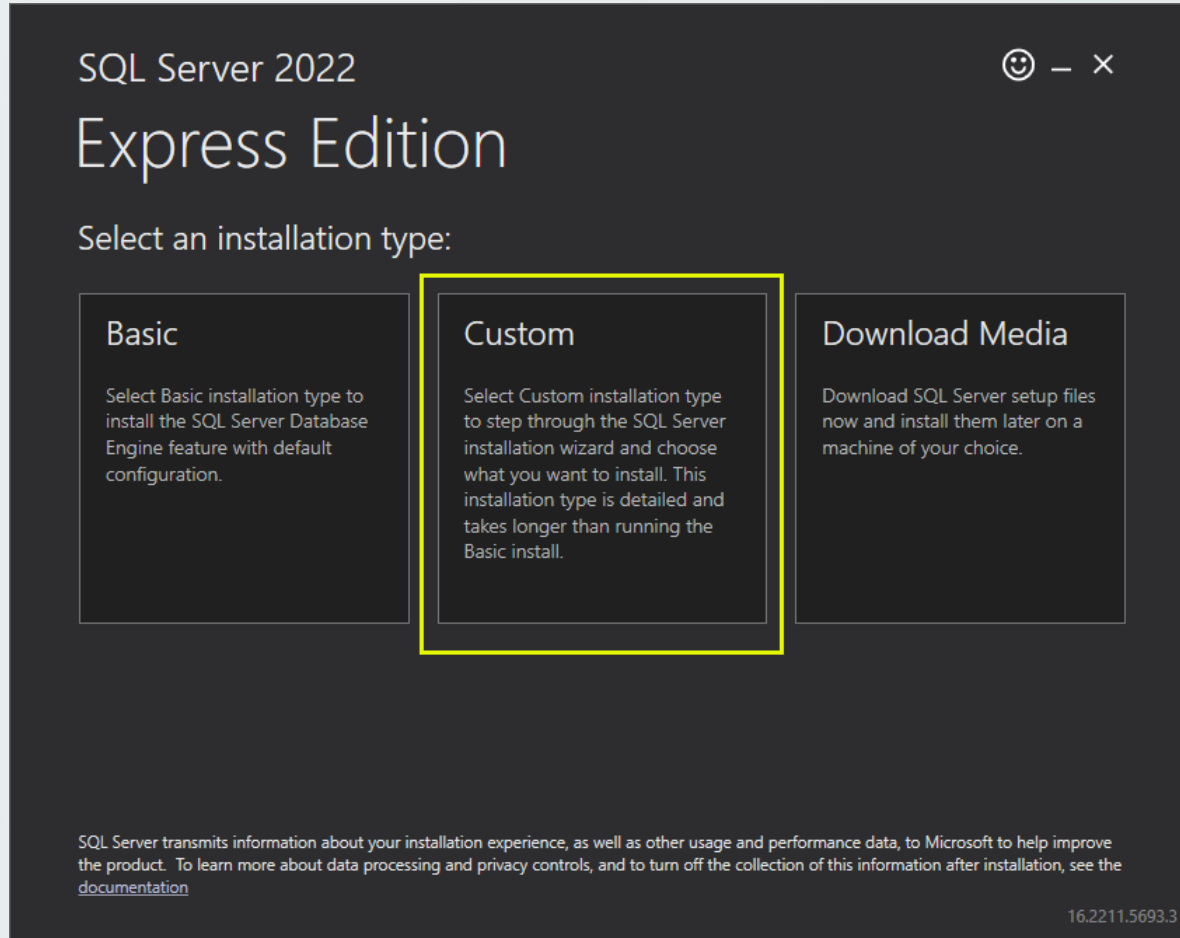 SQL Server 2022
Express Edition
Select an installation type:
Basic
Select Basic installation type to
install the SQL Server Database
Engine feature with default
configuration.
Custom
Select Custom installation type
to step through the SQL Server
installation wizard and choose
what you want to install. This
installation type is detailed and
takes longer than running the
Basic install.
Download Media
Download SQL Server setup files
now and install them later on a
machine of your choice.
SQL Server transmits information about your installation experience, as well as other usage and performance data, to Microsoft to help improve
the product.  To learn more about data processing and privacy controls, and to turn off the collection of this information after installation, see the
documentation
16.2211.5693.3